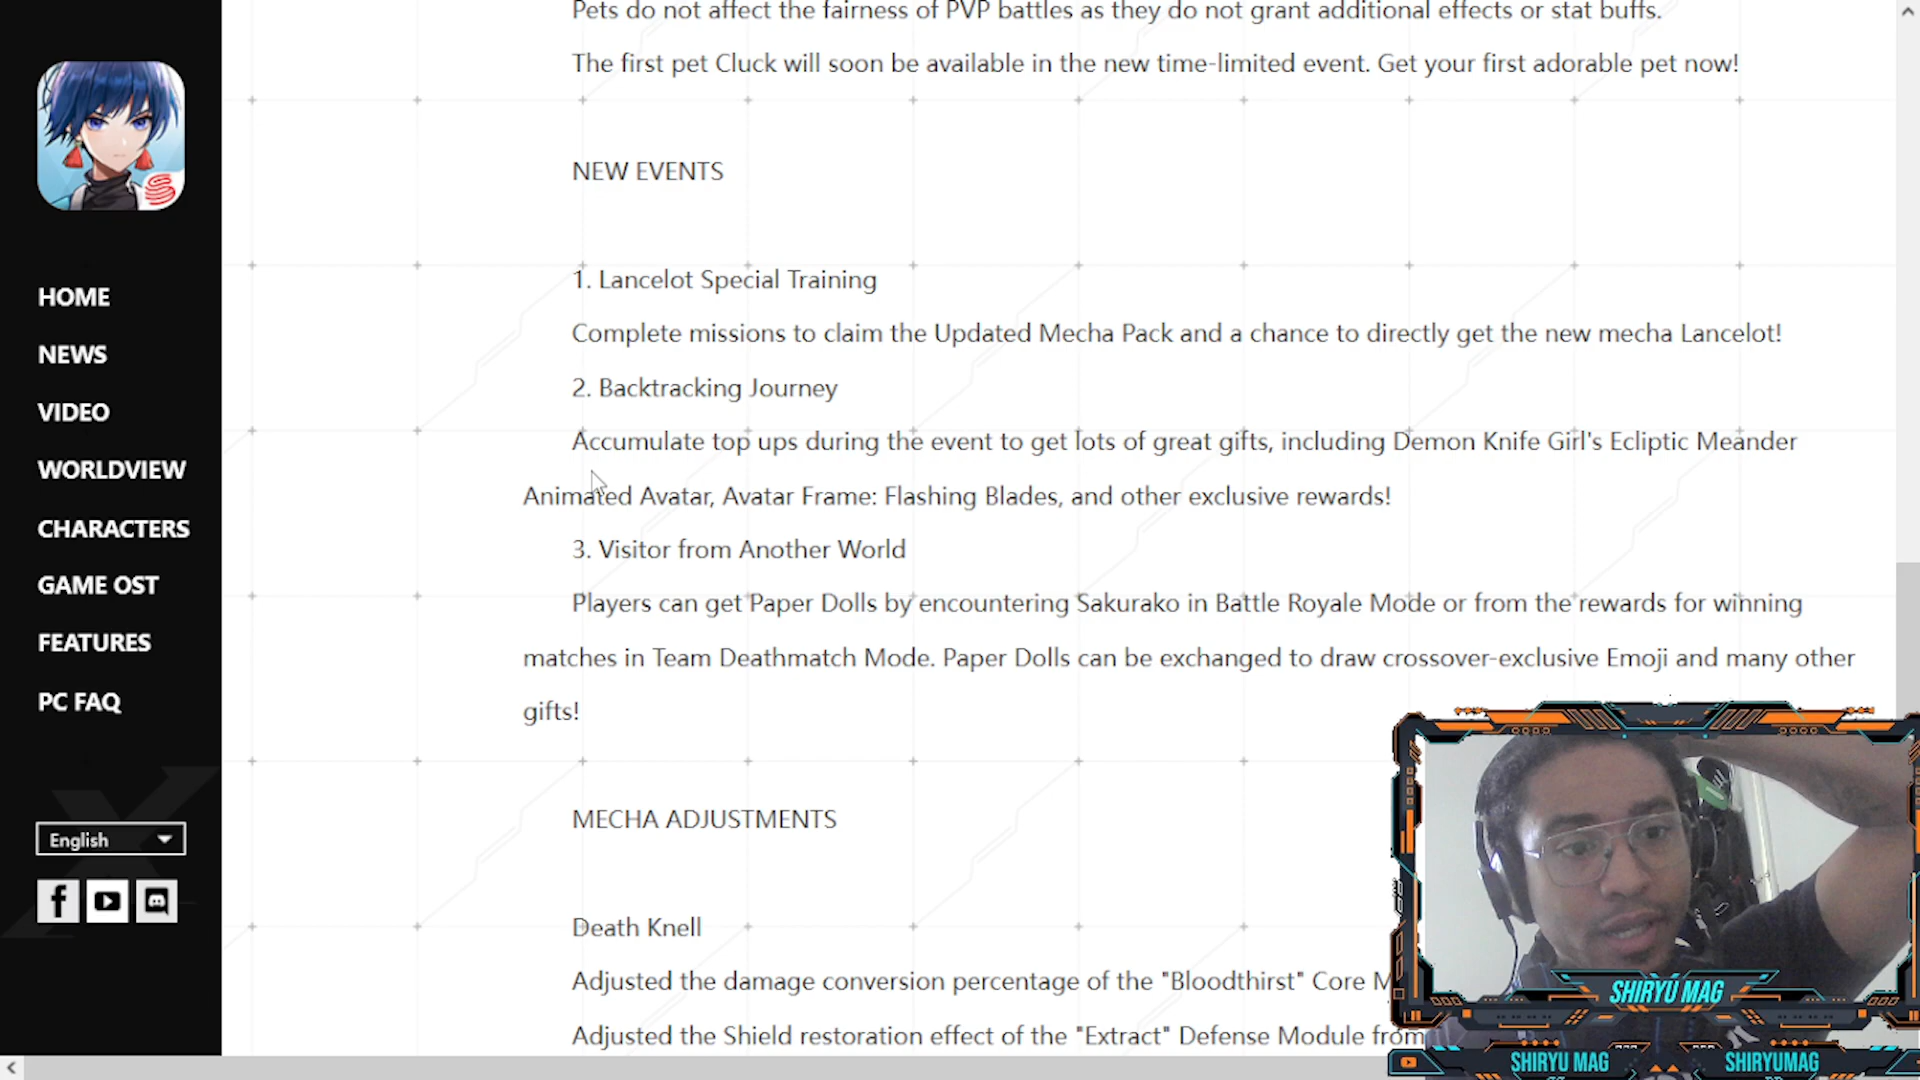 Pets do not affect the fairness of PVP battles as they do not grant additional effects or stat buffs.
The first pet Cluck will soon be available in the new time-limited event. Get your first adorable pet now!
NEW EVENTS
1. Lancelot Special Training
Complete missions to claim the Updated Mecha Pack and a chance to directly get the new mecha Lancelot!
2. Backtracking Journey
Accumulate top ups during the event to get lots of great gifts, including Demon Knife Girl's Ecliptic Meander
Animated Avatar, Avatar Frame: Flashing Blades, and other exclusive rewards!
3. Visitor from Another World
Players can get Paper Dolls by encountering Sakurako in Battle Royale Mode or from the rewards for winning
matches in Team Deathmatch Mode. Paper Dolls can be exchanged to draw crossover-exclusive Emoji and many other
gifts!
MECHA ADJUSTMENTS
Death Knell
Adjusted the damage conversion percentage of the "Bloodthirst" Core M
Adjusted the Shield restoration effect of the "Extract" Defense Module from
HOME
NEWS
VIDEO
WORLDVIEW
CHARACTERS
GAME OST
FEATURES
PC FAQ
English
SHIRYU MAG
SHIRYU MAG
SHIRYUMAG